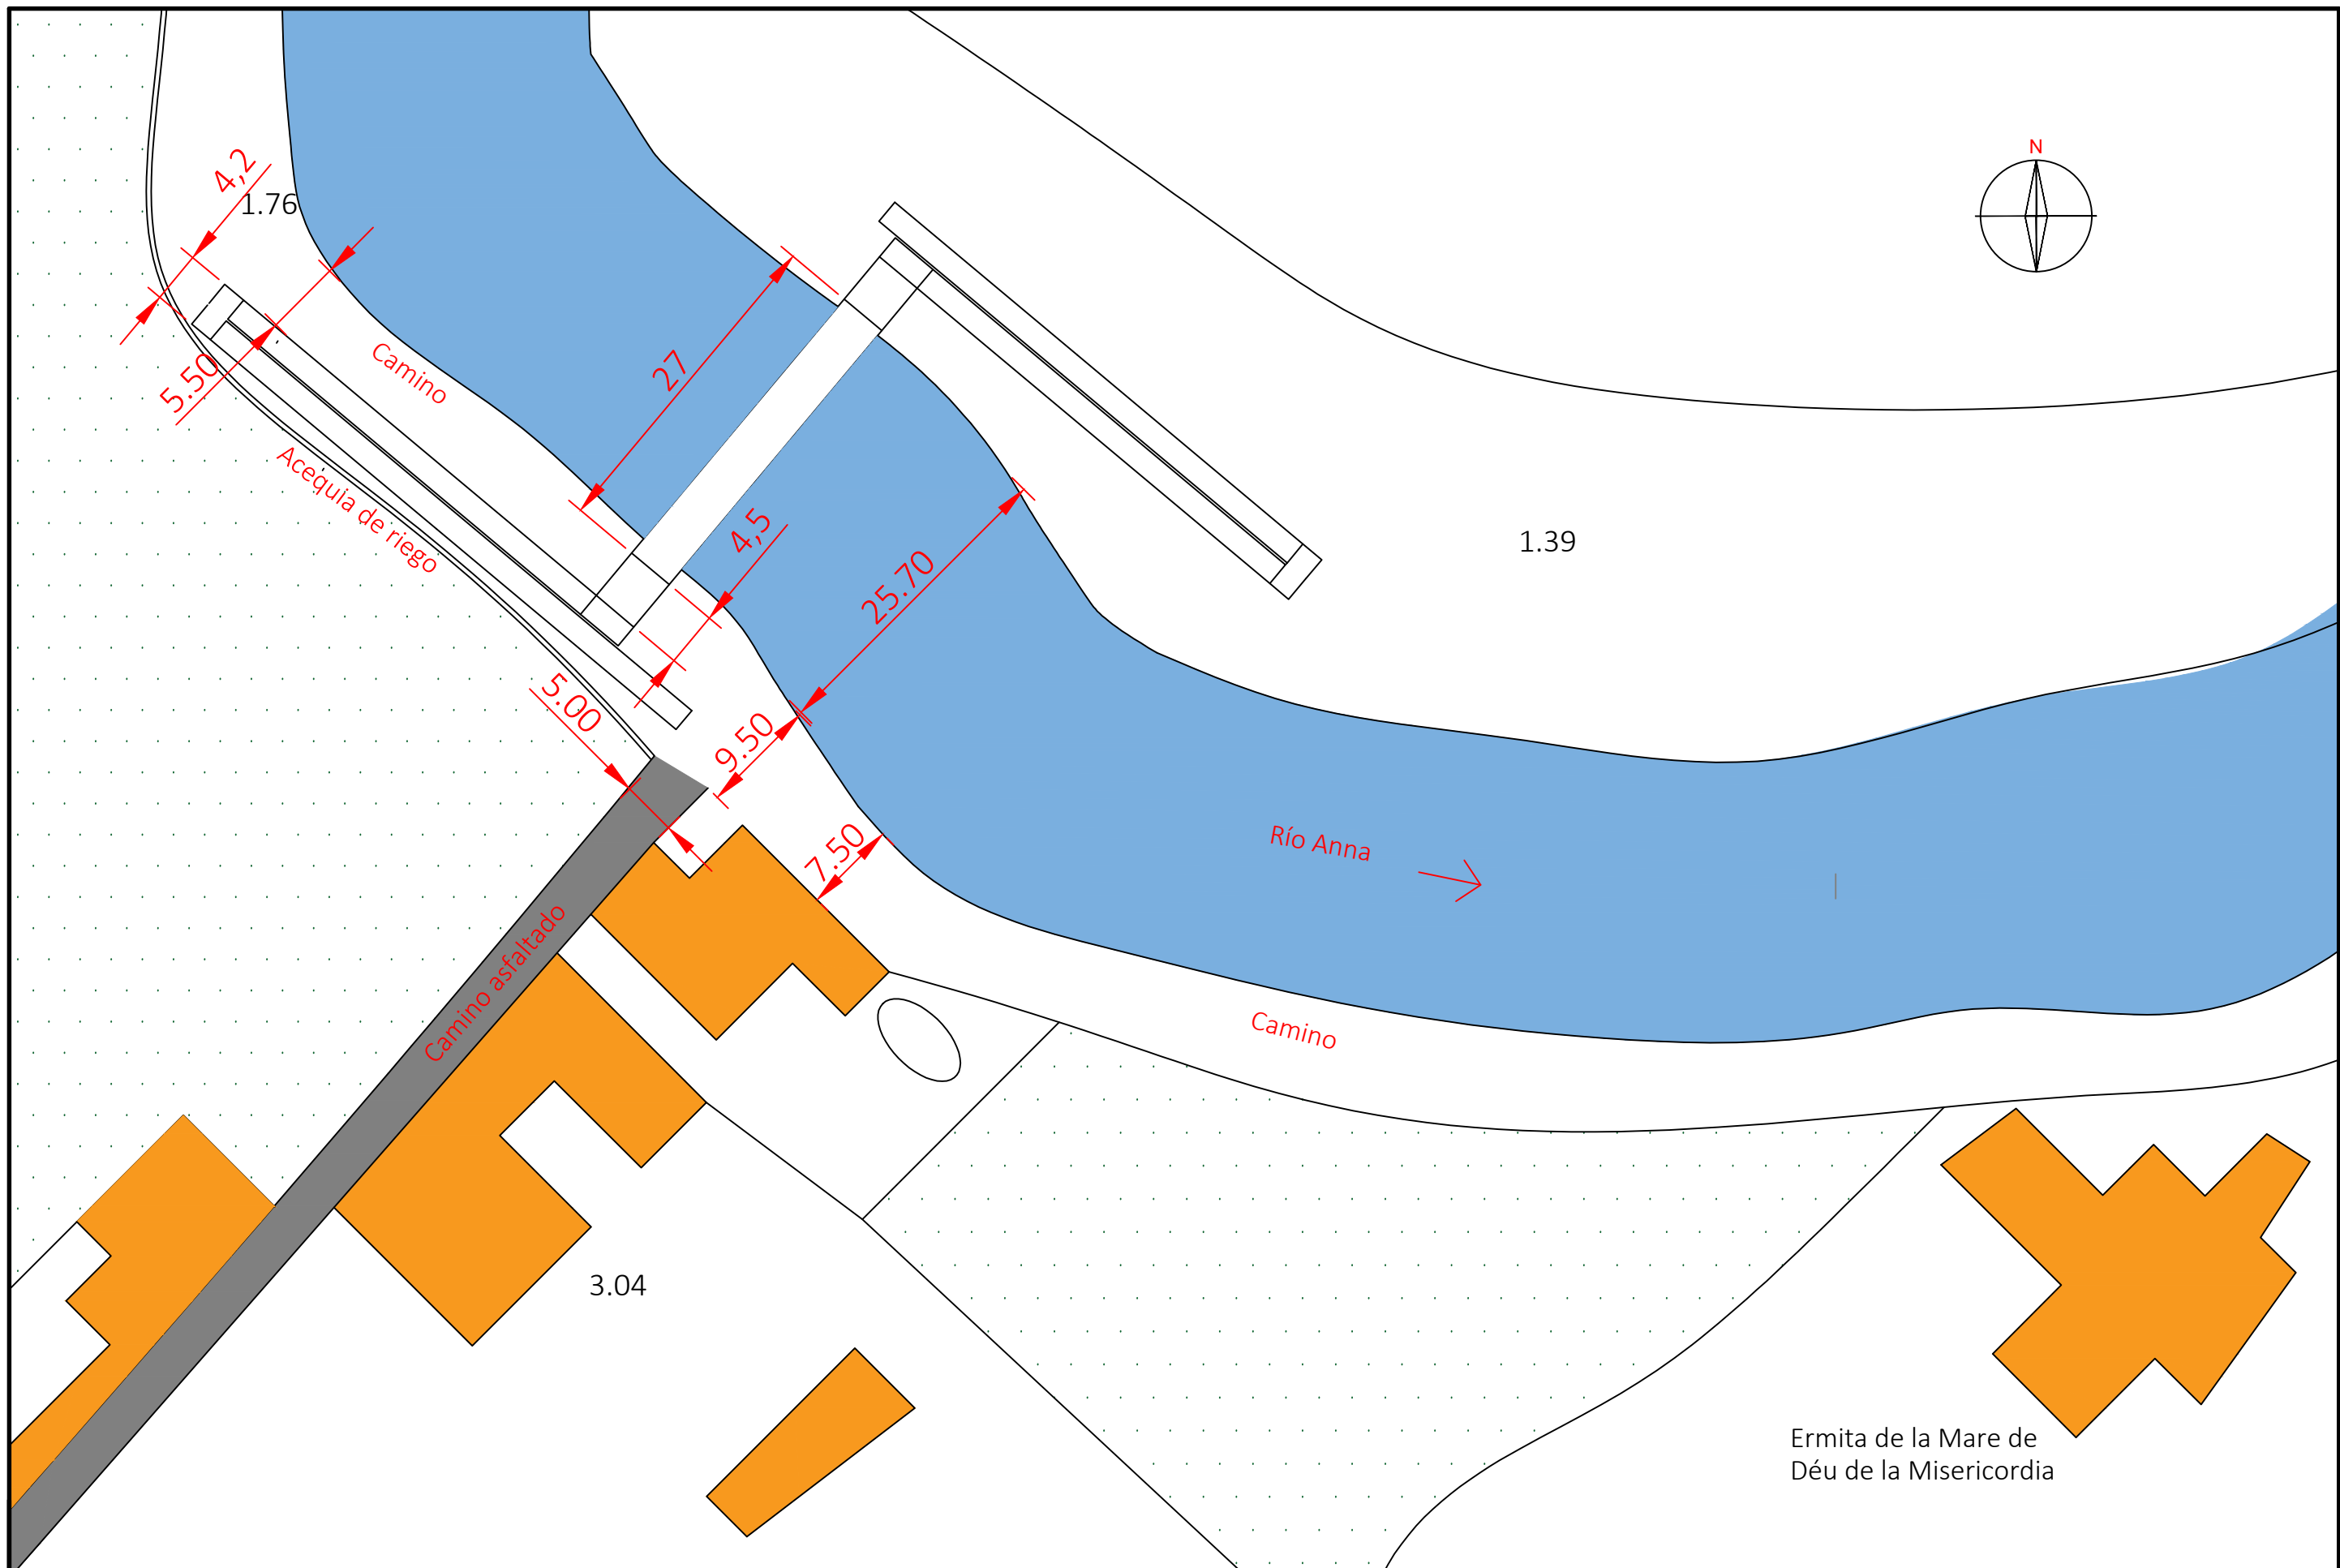 N
4,2
1.76
5.50
Camino
27
Acequia de riego
4,5
1.39
25.70
5.00
9.50
7.50
Río Anna
Camino asfaltado
Camino
3.04
Ermita de la Mare de
Déu de la Misericordia